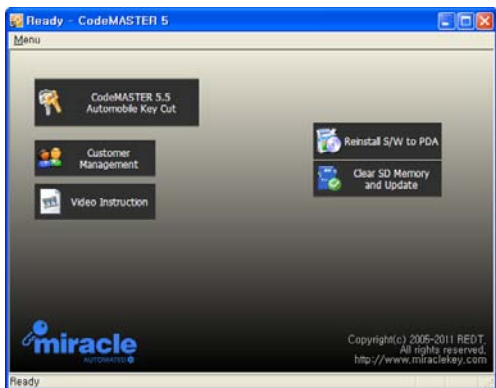 Ready - CodeMASTER 5
Menu
CodeMASTER 5.5
Automobile Key Cut
Customer
Management
Video Instruction
Reinstall S/W to PDA
Clear SD Memory
and Update
miracle
AUTOMATED
Copyright(c) 2005-2011 REDT,
All rights reserved,
http://www.miraclekey.com
Ready